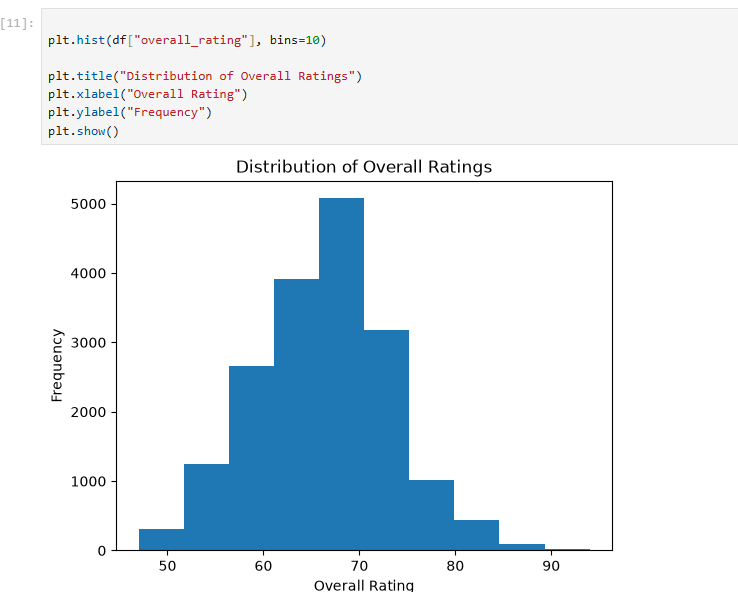 [11]:
plt.hist(df["overall_rating"], bins=10)
plt.title("Distribution of Overall Ratings")
plt.xlabel("Overall Rating")
plt.ylabel("Frequency")
plt.show()
Distribution of Overall Ratings
5000
4000
3000
2000
1000
0
Frequency
50 60 70 80 90
Overall Rating